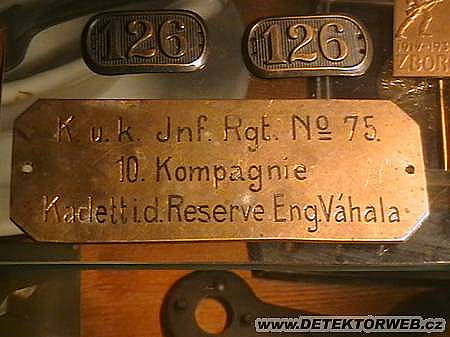 126 126
K.u.k. Jnf. Rgt. No 75.
10. Kompagnie
Kadett i.d. Reserve Eng.Váhala
WWW.DETEKTORWEB.CZ